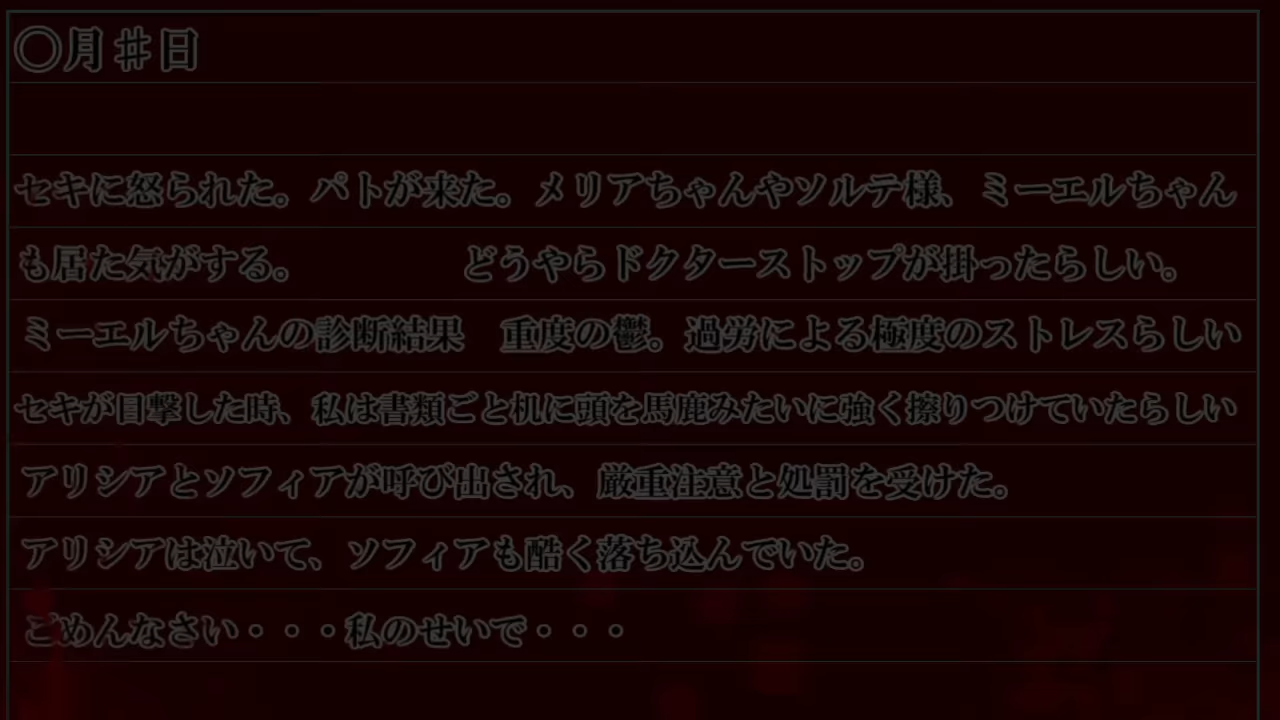 〇月♯日
セキに怒られた。パトが来た。メリアちゃんやソルテ様、ミーエルちゃん
も居た気がする。　　　　　どうやらドクターストップが掛ったらしい。
ミーエルちゃんの診断結果　重度の鬱。過労による極度のストレスらしい
セキが目撃した時、私は書類ごと机に頭を馬鹿みたいに強く擦りつけていたらしい
アリシアとソフィアが呼び出され、厳重注意と処罰を受けた。
アリシアは泣いて、ソフィアも酷く落ち込んでいた。
ごめんなさい・・・私のせいで・・・